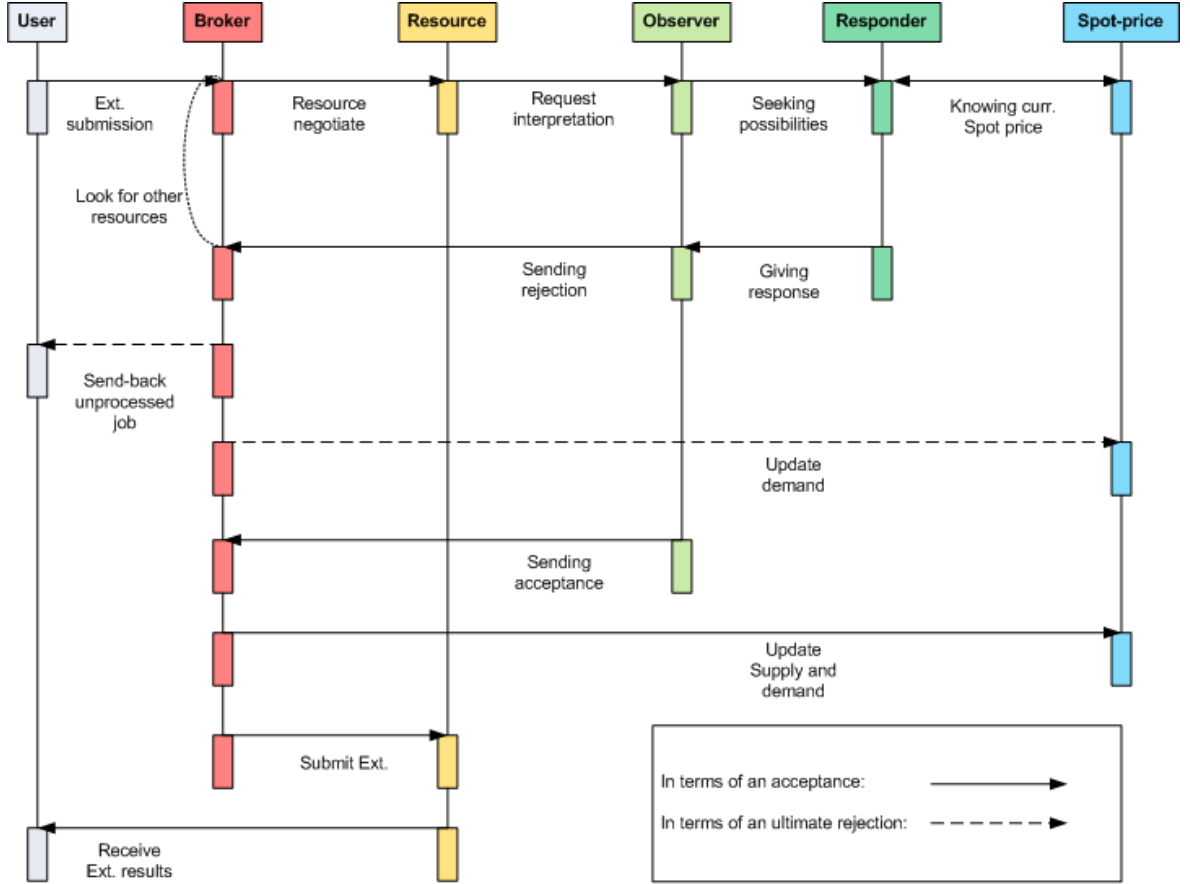 User
Broker
Resource
Observer
Responder
Spot-price
Ext.
submission
Resource
negotiate
Request
interpretation
Seeking
possibilities
Knowing curr.
Spot price
Look for other
resources
Sending
rejection
Giving
response
Send-back
unprocessed
job
Update
demand
Sending
acceptance
Update
Supply and
demand
Submit Ext.
In terms of an acceptance:
In terms of an ultimate rejection:
Receive
Ext. results